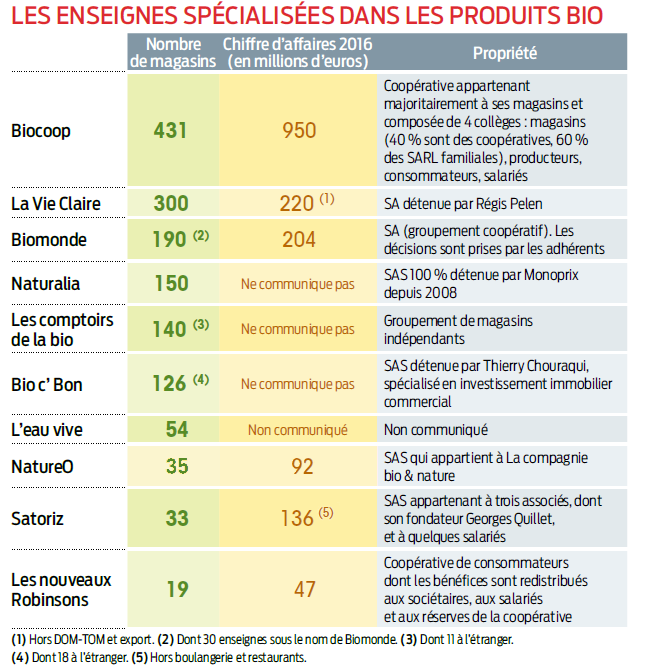 LES ENSEIGNES SPÉCIALISÉES DANS LES PRODUITS BIO
Nombre de magasins
Chiffre d'affaires 2016 (en millions d'euros)
Propriété
Biocoop
431
950
Coopérative appartenant
majoritairement à ses magasins et
composée de 4 collèges : magasins
(40 % sont des coopératives, 60 %
des SARL familiales), producteurs,
consommateurs, salariés
La Vie Claire
300
220 (1)
SA détenue par Régis Pelen
Biomonde
190 (2)
204
SA (groupement coopératif). Les
décisions sont prises par les adhérents
Naturalia
150
Ne communique pas
SAS 100 % détenue par Monoprix
depuis 2008
Les comptoirs
de la bio
140 (3)
Ne communique pas
Groupement de magasins
indépendants
Bio c' Bon
126 (4)
Ne communique pas
SAS détenue par Thierry Chouraqui,
spécialisé en investissement immobilier
commercial
L'eau vive
54
Non communiqué
Non communiqué
NatureO
35
92
SAS qui appartient à La compagnie
bio & nature
Satoriz
33
136 (5)
SAS appartenant à trois associés, dont
son fondateur Georges Quillet,
et à quelques salariés
Les nouveaux
Robinsons
19
47
Coopérative de consommateurs
dont les bénéfices sont redistribués
aux sociétaires, aux salariés
et aux réserves de la coopérative
(1) Hors DOM-TOM et export. (2) Dont 30 enseignes sous le nom de Biomonde. (3) Dont 11 à l'étranger.
(4) Dont 18 à l'étranger. (5) Hors boulangerie et restaurants.